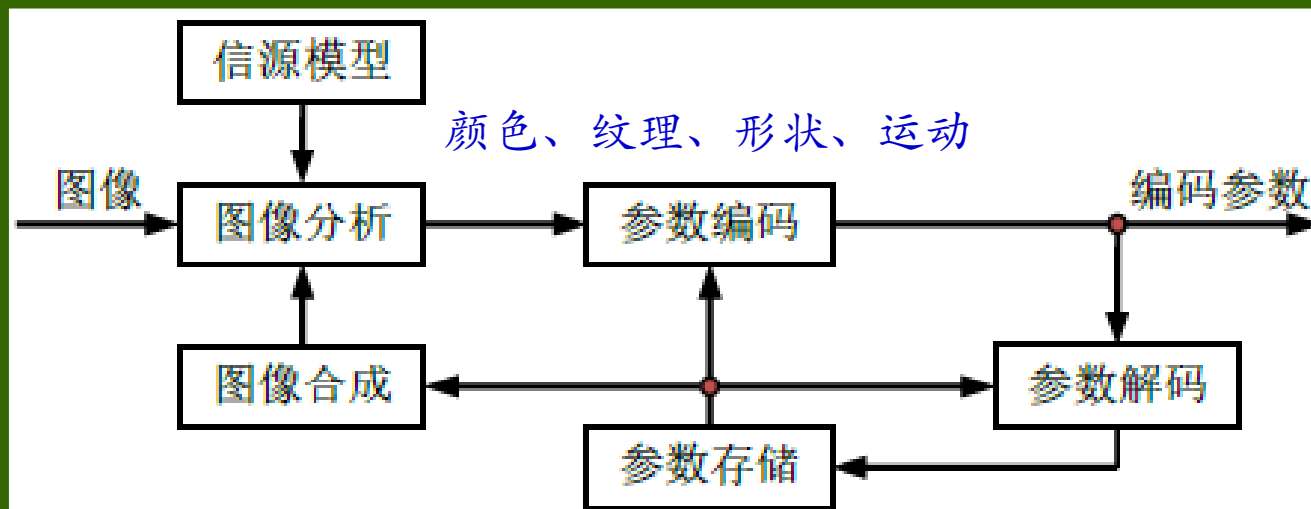 信源模型
颜色、纹理、形状、运动
图像
图像分析
参数编码
编码参数
图像合成
参数解码
参数存储